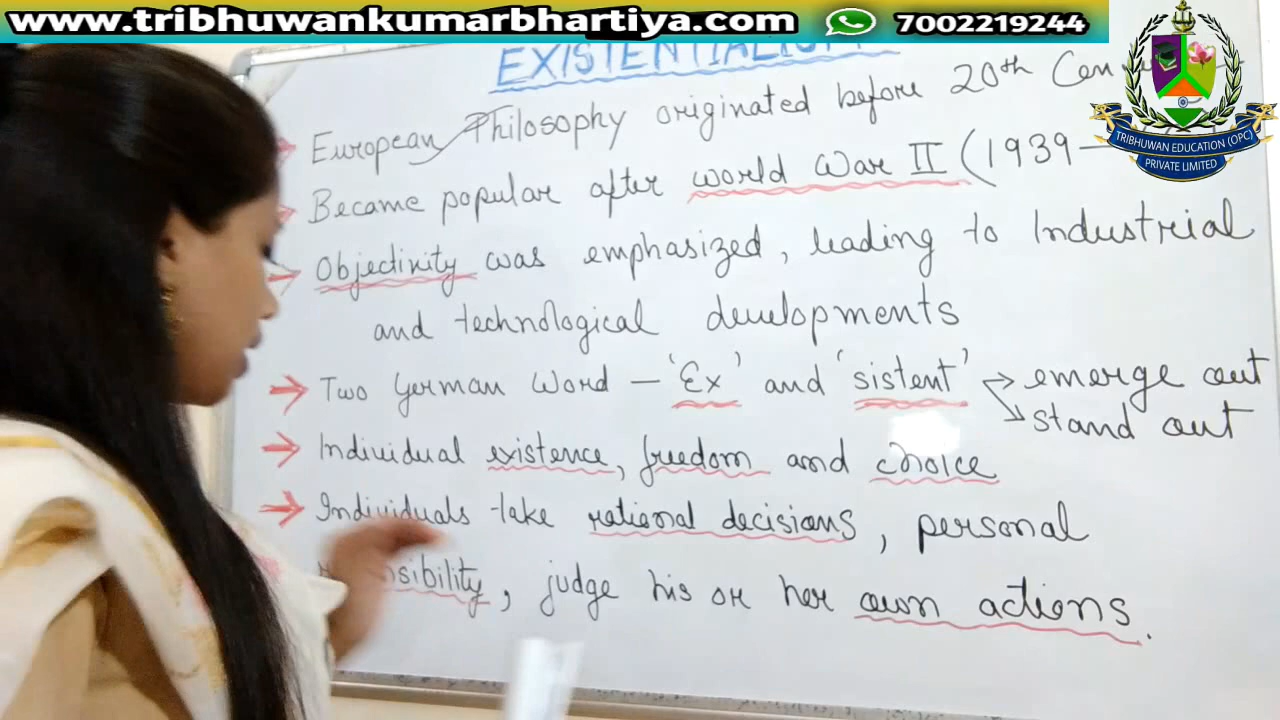 www.tribhuwankumarbhartiya.com 7002219244
EXISTENTIALISM
European Philosophy originated before 20th Cen
Became popular after world War II (1939-
TRIBHUWAN EDUCATION (OPC)
PRIVATE LIMITED
Objectivity was emphasized, leading to Industrial
and technological developments
Two German Word - 'Ex' and 'sistent' emerge out
stand out
Individual existence, freedom and choice
Individuals take rational decisions, personal
nsibility, judge his or her own actions.